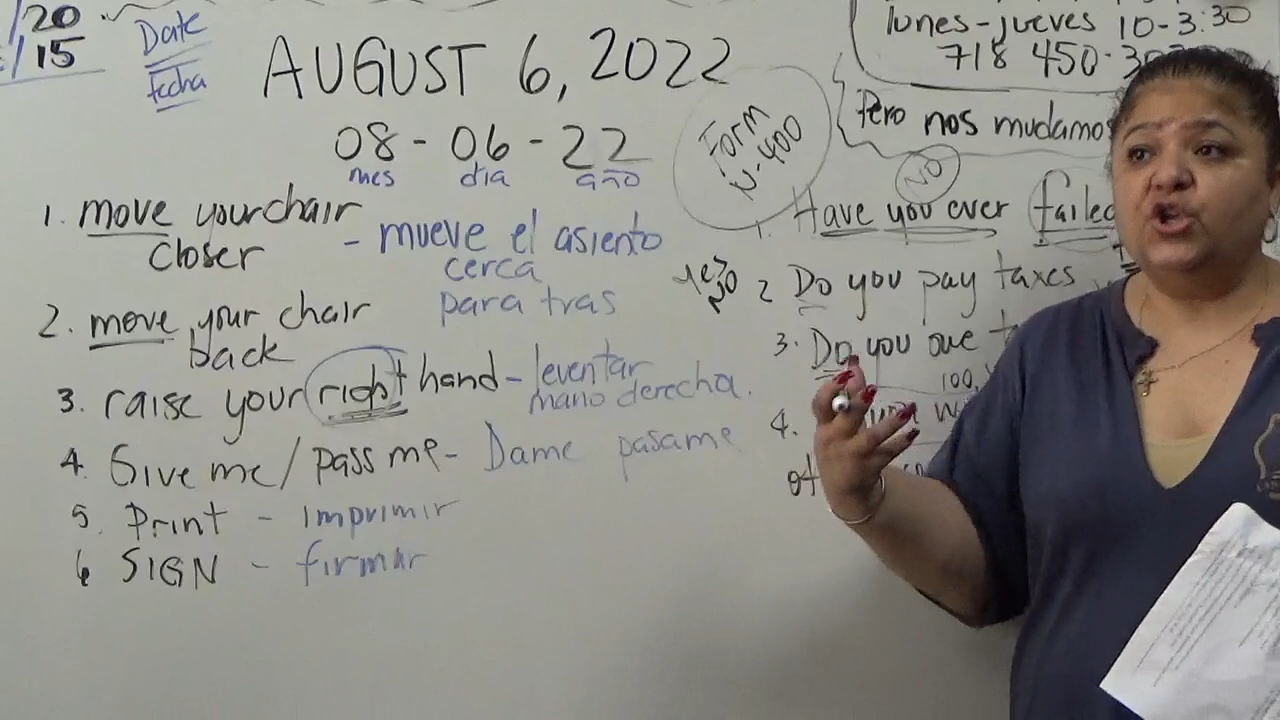 /20
/15
Date
fecha
AUGUST 6, 2022
08 - 06 - 22
mes dia año
1. move your chair closer - mueve el asiento cerca
2. move your chair back para tras
3. raise your right hand - leventar mano derecha.
4. Give me / pass me - Dame pasame
5. Print - imprimir
6 SIGN - firmar
lunes - jueves 10 - 3:30
718 450-
Pero nos mudamos
Form
N-400
NO
1. Have you ever failed
yes
NO
2 Do you pay taxes
3. Do you owe
100,
4.